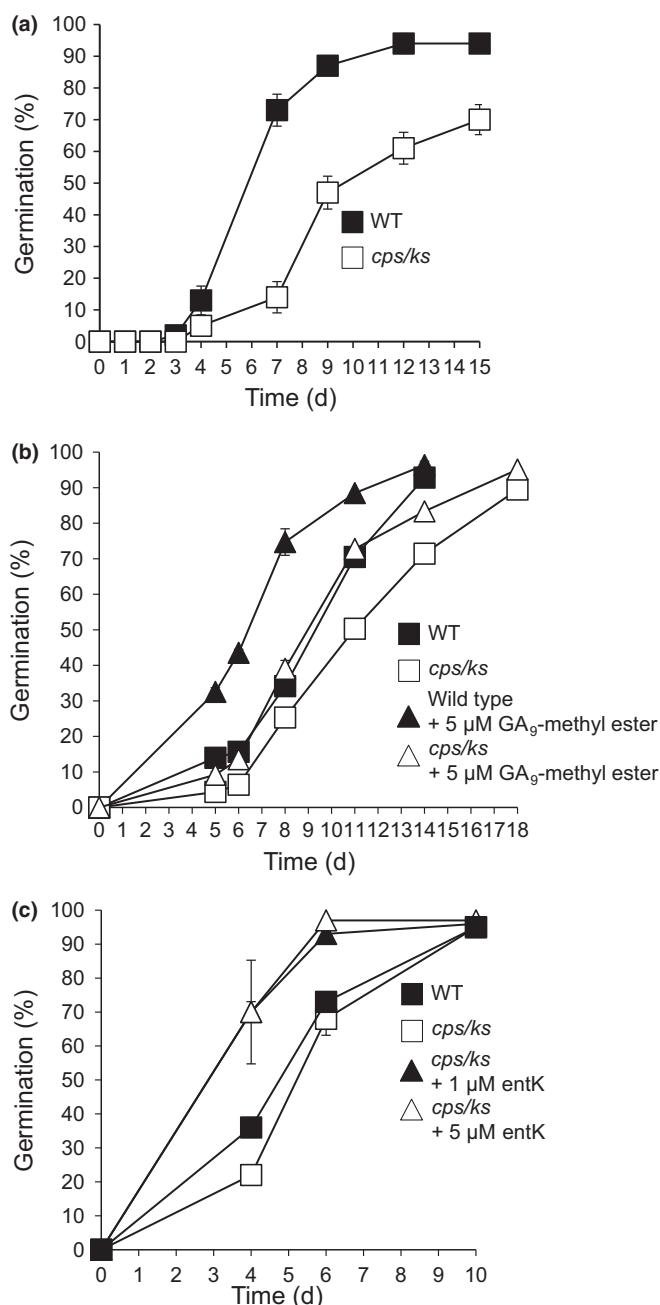 (a)
Germination (%)
100
90
80
70
60
50
40
30
20
10
0
WT
cps/ks
0 1 2 3 4 5 6 7 8 9 10 11 12 13 14 15
Time (d)
(b)
Germination (%)
100
90
80
70
60
50
40
30
20
10
0
WT
cps/ks
Wild type
+ 5 µM GA₉-methyl ester
cps/ks
+ 5 µM GA₉-methyl ester
0 1 2 3 4 5 6 7 8 9 10 11 12 13 14 15 16 17 18
Time (d)
(c)
Germination (%)
100
90
80
70
60
50
40
30
20
10
0
WT
cps/ks
cps/ks
+ 1 µM entK
cps/ks
+ 5 µM entK
0 1 2 3 4 5 6 7 8 9 10
Time (d)